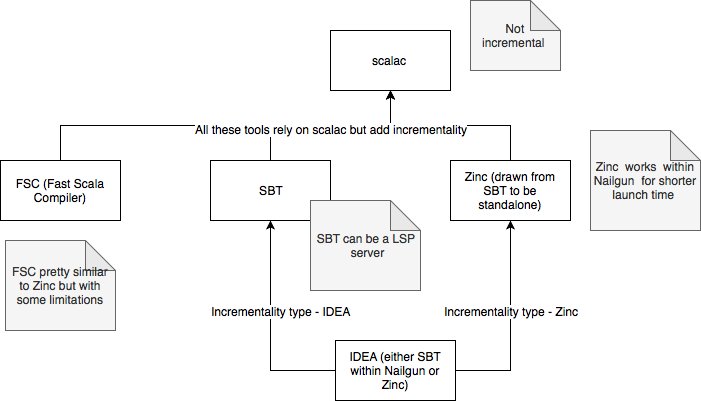 Not
incremental
scalac
All these tools rely on scalac but add incrementality
FSC (Fast Scala
Compiler)
SBT
Zinc (drawn from
SBT to be
standalone)
Zinc works within
Nailgun for shorter
launch time
SBT can be a LSP
server
FSC pretty similar
to Zinc but with
some limitations
Incrementality type - IDEA
Incrementality type - Zinc
IDEA (either SBT
within Nailgun or
Zinc)